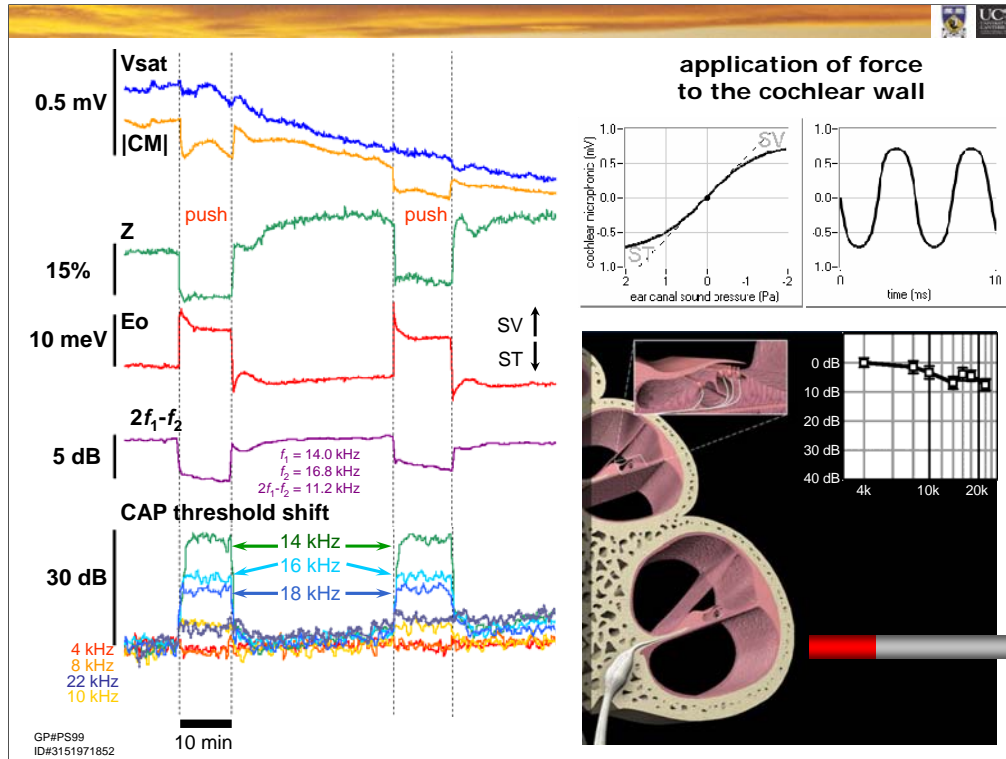 UC
application of force
to the cochlear wall
Vsat
0.5 mV
|CM|
push
push
Z
15%
Eo
10 meV
SV
ST
2f1-f2
5 dB
f1 = 14.0 kHz
f2 = 16.8 kHz
2f1-f2 = 11.2 kHz
CAP threshold shift
30 dB
14 kHz
16 kHz
18 kHz
4 kHz
8 kHz
22 kHz
10 kHz
10 min
GP#PS99
ID#3151971852
cochlear microphonic (mV)
1.0
0.5
0.0
-0.5
1.0
SV
ST
2
1
0
-1
-2
ear canal sound pressure (Pa)
1.0
0.5
0.0
-0.5
1.0
0
10
time (ms)
0 dB
10 dB
20 dB
30 dB
40 dB
4k
10k
20k